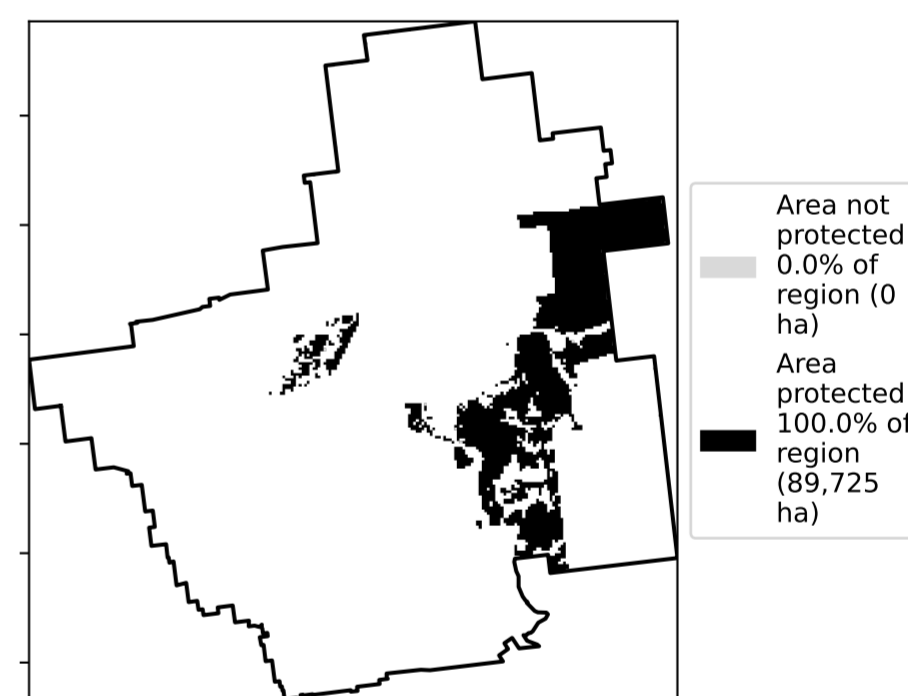 Area not
protected
0.0% of
region (0
ha)
Area
protected
100.0% of
region
(89,725
ha)